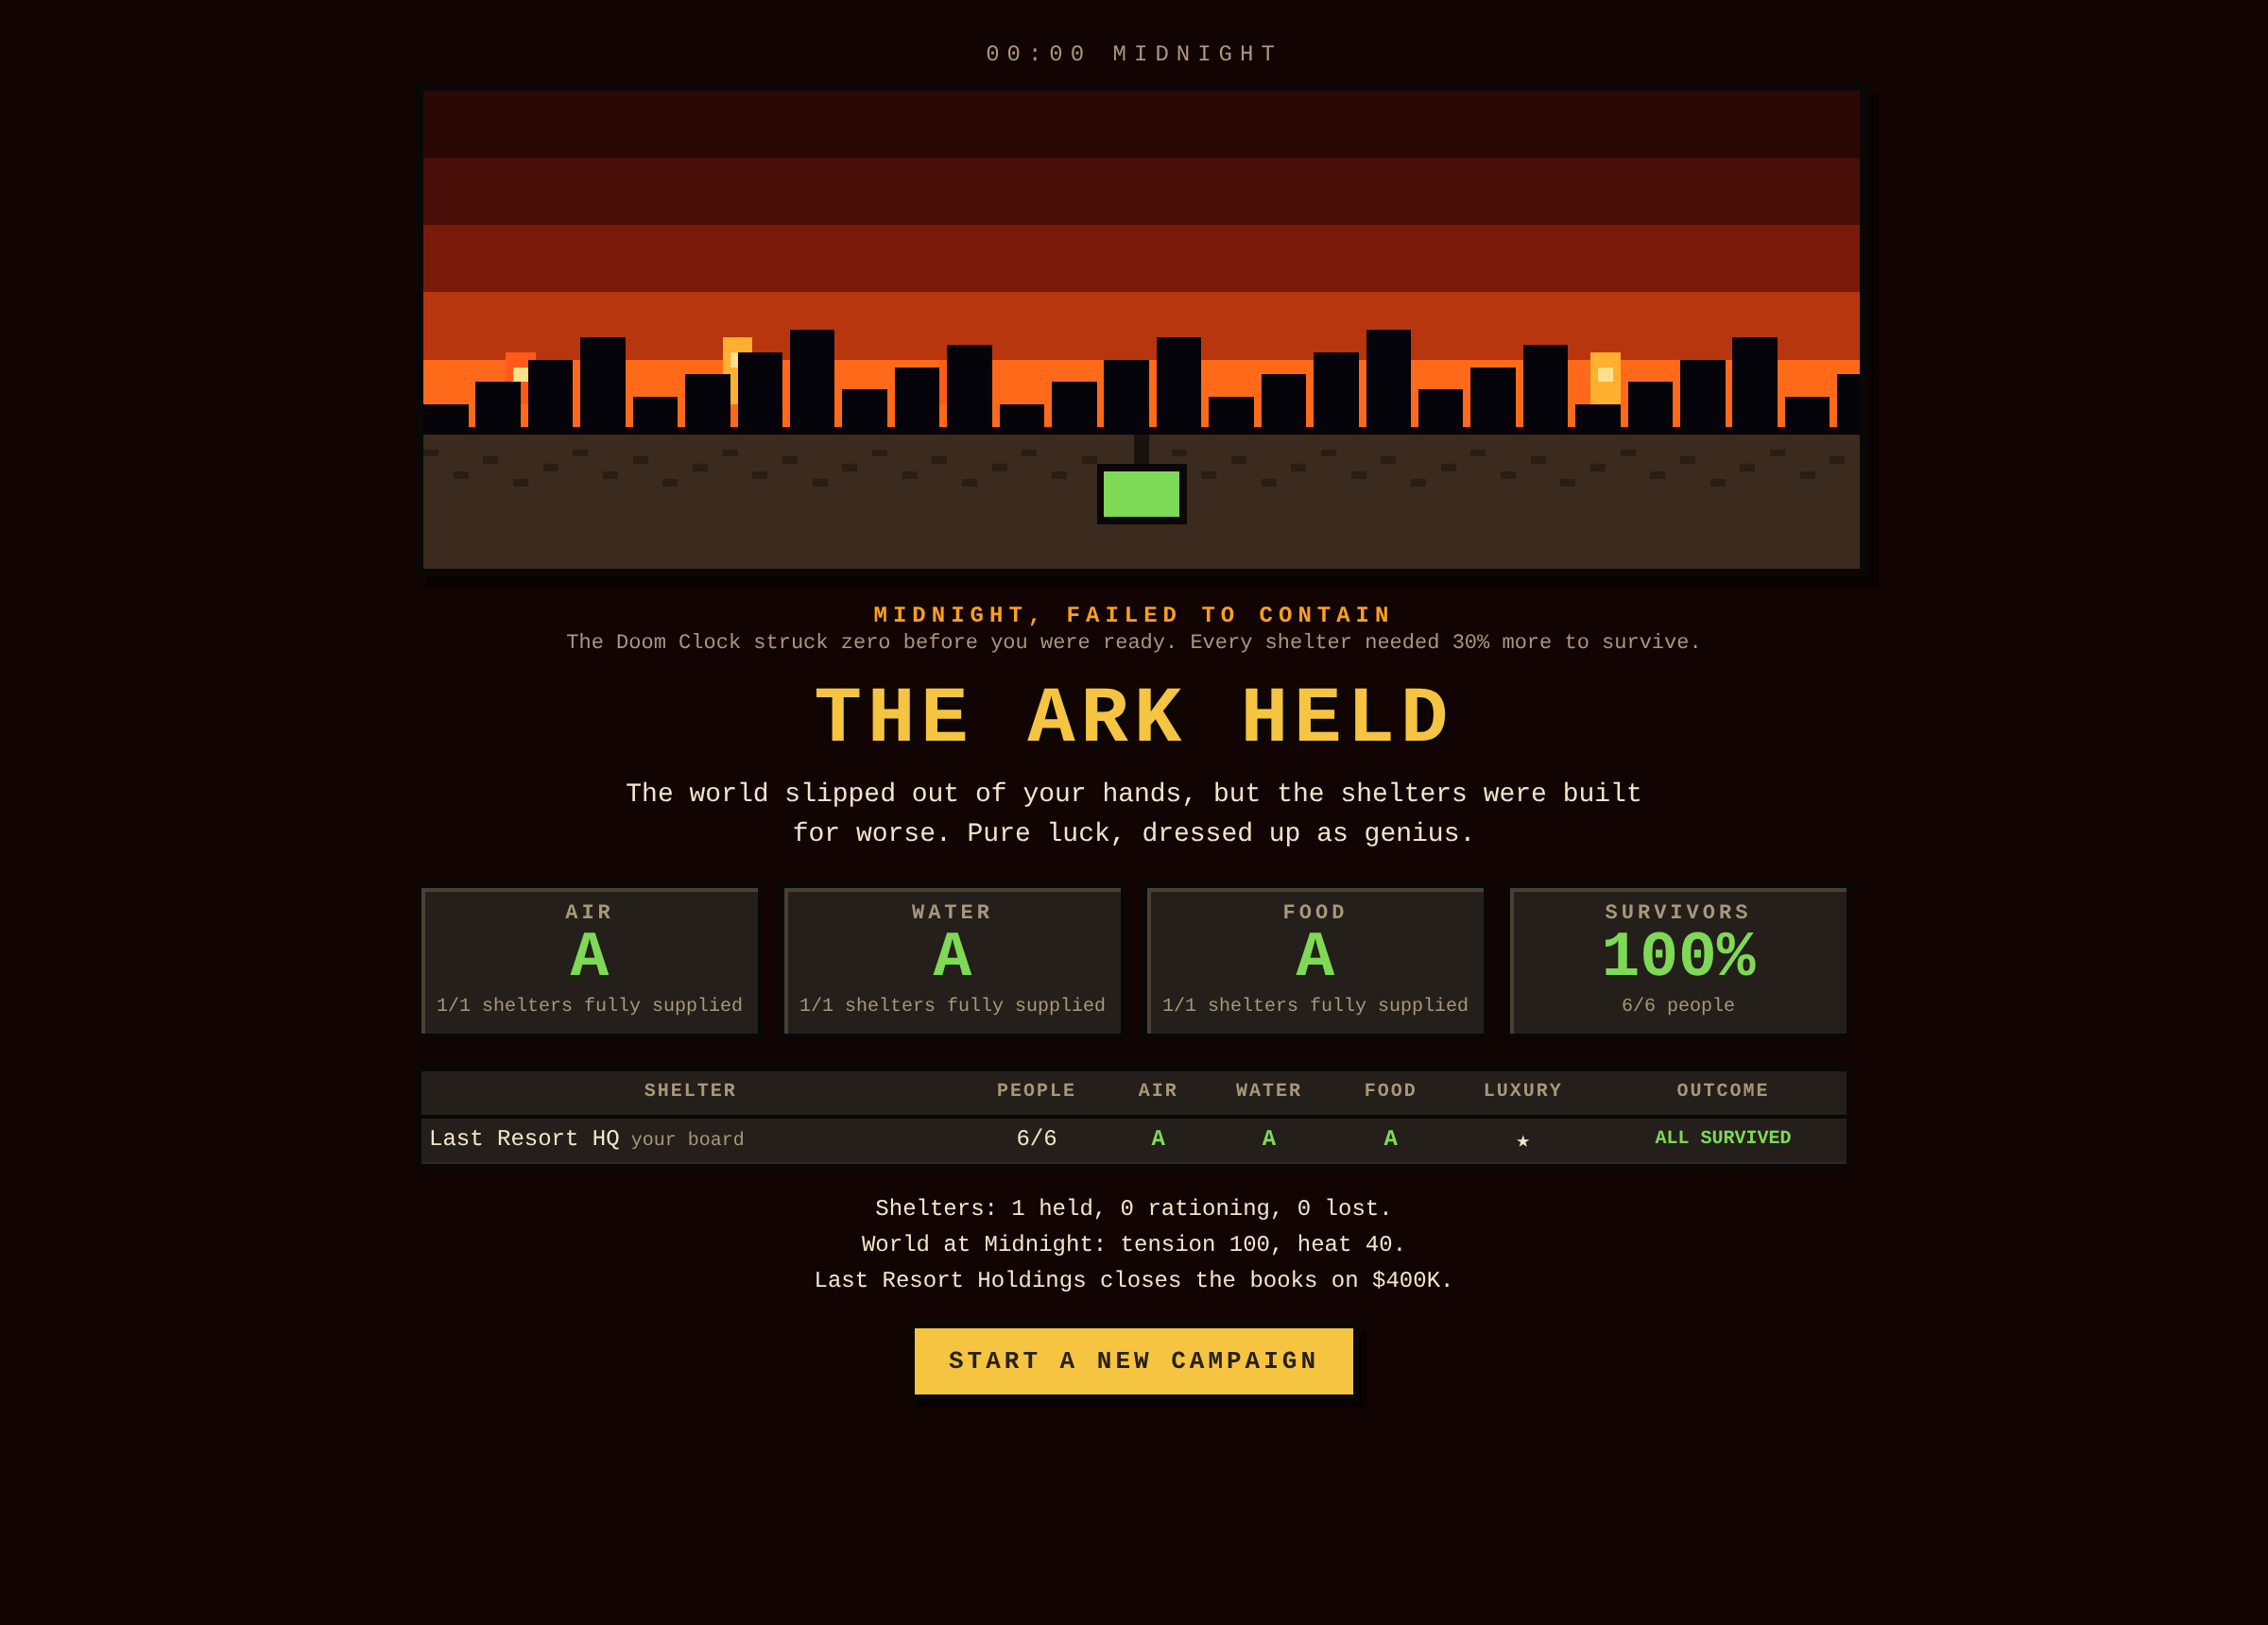 00:00 MIDNIGHT
MIDNIGHT, FAILED TO CONTAIN
The Doom Clock struck zero before you were ready. Every shelter needed 30% more to survive.
THE ARK HELD
The world slipped out of your hands, but the shelters were built
for worse. Pure luck, dressed up as genius.
AIR
A
1/1 shelters fully supplied
WATER
A
1/1 shelters fully supplied
FOOD
A
1/1 shelters fully supplied
SURVIVORS
100%
6/6 people
SHELTER PEOPLE AIR WATER FOOD LUXURY OUTCOME
Last Resort HQ your board 6/6 A A A ★ ALL SURVIVED
Shelters: 1 held, 0 rationing, 0 lost.
World at Midnight: tension 100, heat 40.
Last Resort Holdings closes the books on $400K.
START A NEW CAMPAIGN